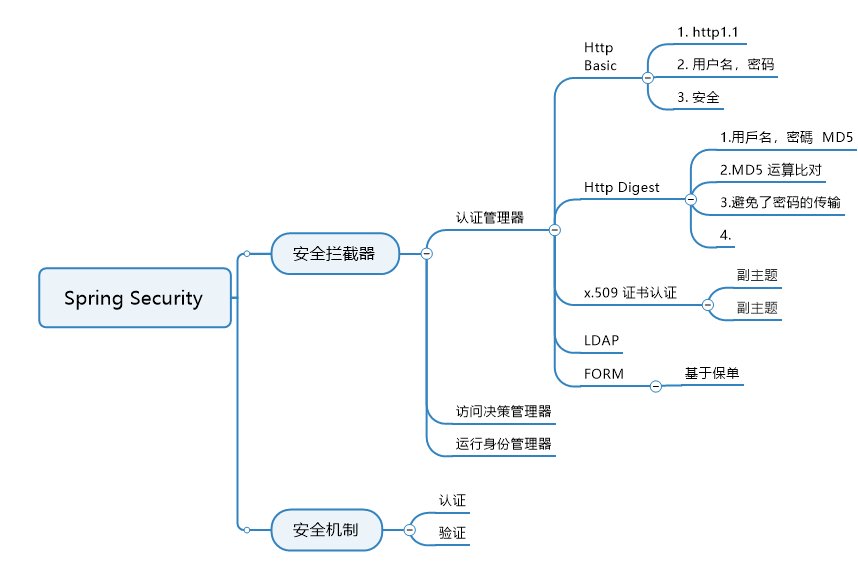 Http
Basic
1. http1.1
2. 用户名，密码
3. 安全
Http Digest
1.用戶名，密碼 MD5
2.MD5 运算比对
3.避免了密码的传输
4.
认证管理器
安全拦截器
Spring Security
x.509 证书认证
副主题
副主题
LDAP
FORM
基于保单
访问决策管理器
运行身份管理器
安全机制
认证
验证